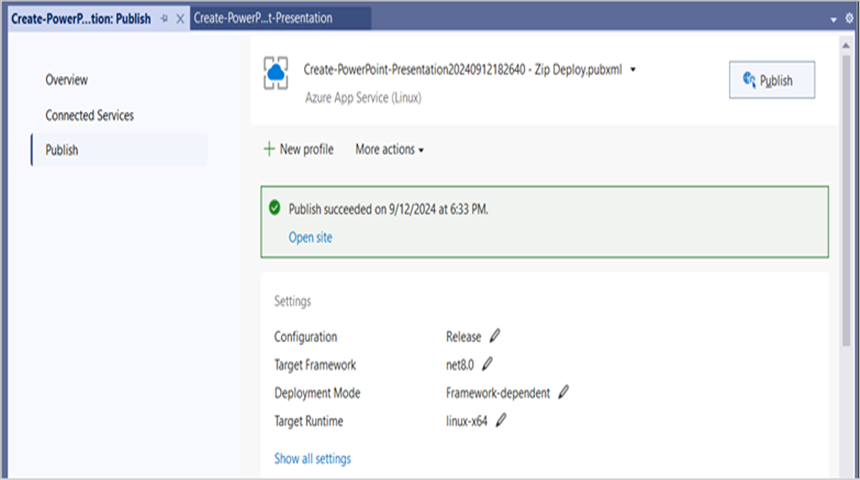 Create-PowerP...tion: Publish
Create-PowerP...t-Presentation
Overview
Connected Services
Publish
Create-PowerPoint-Presentation20240912182640 - Zip Deploy.pubxml
Azure App Service (Linux)
Publish
New profile
More actions
Publish succeeded on 9/12/2024 at 6:33 PM.
Open site
Settings
Configuration Release
Target Framework net8.0
Deployment Mode Framework-dependent
Target Runtime linux-x64
Show all settings